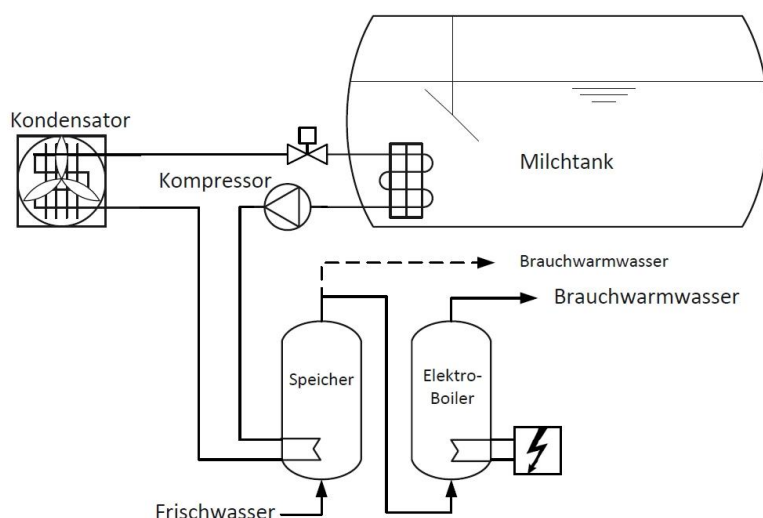 Kondensator
Kompressor
Milchtank
Brauchwarmwasser
Brauchwarmwasser
Speicher
Elektro-
Boiler
Frischwasser